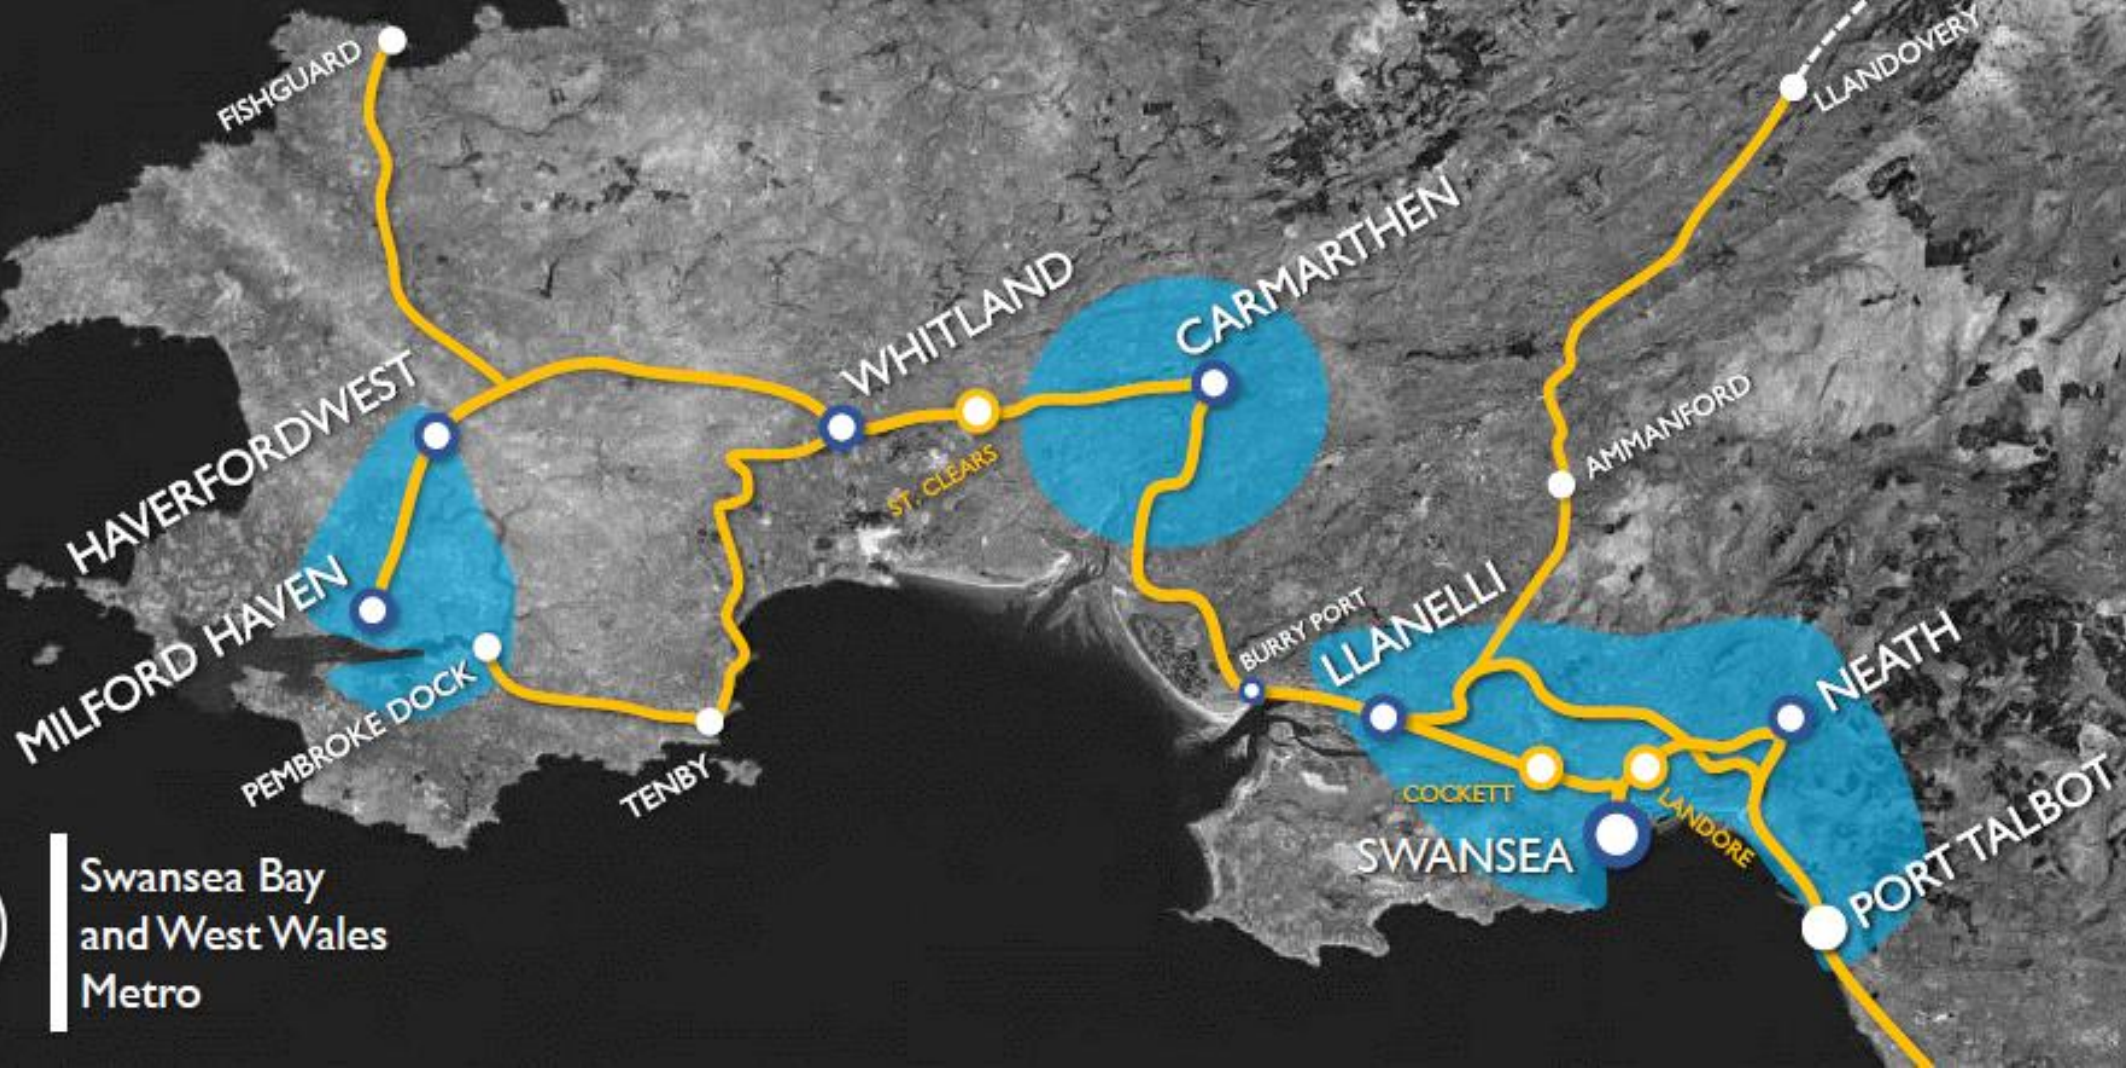 FISHGUARD
LLANDOVERY
CARMARTHEN
WHITLAND
HAVERFORDWEST
ST. CLEARS
AMMANFORD
MILFORD HAVEN
BURRY PORT
LLANELLI
NEATH
PEMBROKE DOCK
TENBY
COCKETT
LANDORE
SWANSEA
PORT TALBOT
Swansea Bay
and West Wales
Metro